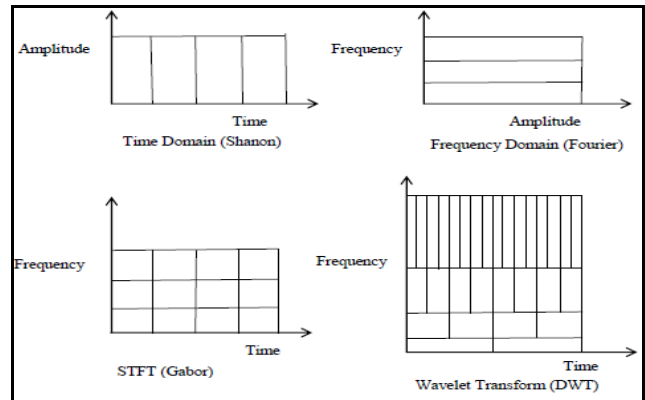 Amplitude
Time
Time Domain (Shanon)
Frequency
Amplitude
Frequency Domain (Fourier)
Frequency
Time
STFT (Gabor)
Frequency
Time
Wavelet Transform (DWT)